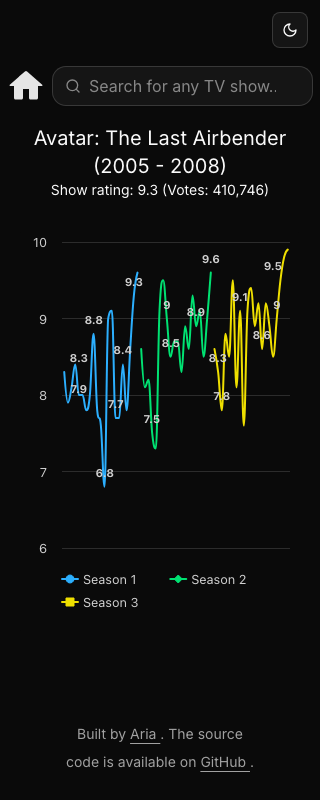 Search for any TV show..
Avatar: The Last Airbender
(2005 - 2008)
Show rating: 9.3 (Votes: 410,746)
10
9
8
7
6
8.3
7.9
8.8
6.8
7.7
8.4
9.3
7.5
9
8.5
8.9
9.6
8.3
7.8
9.1
8.6
9.5
9
Season 1
Season 2
Season 3
Built by Aria . The source
code is available on GitHub .